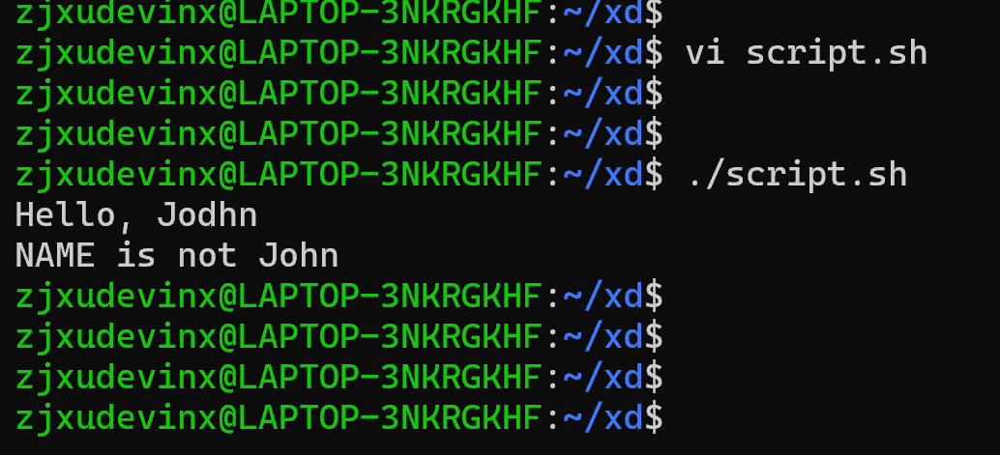 zjxudevinx@LAPTOP-3NKRGKHF:~/xd$
zjxudevinx@LAPTOP-3NKRGKHF:~/xd$ vi script.sh
zjxudevinx@LAPTOP-3NKRGKHF:~/xd$
zjxudevinx@LAPTOP-3NKRGKHF:~/xd$
zjxudevinx@LAPTOP-3NKRGKHF:~/xd$ ./script.sh
Hello, Jodhn
NAME is not John
zjxudevinx@LAPTOP-3NKRGKHF:~/xd$
zjxudevinx@LAPTOP-3NKRGKHF:~/xd$
zjxudevinx@LAPTOP-3NKRGKHF:~/xd$
zjxudevinx@LAPTOP-3NKRGKHF:~/xd$